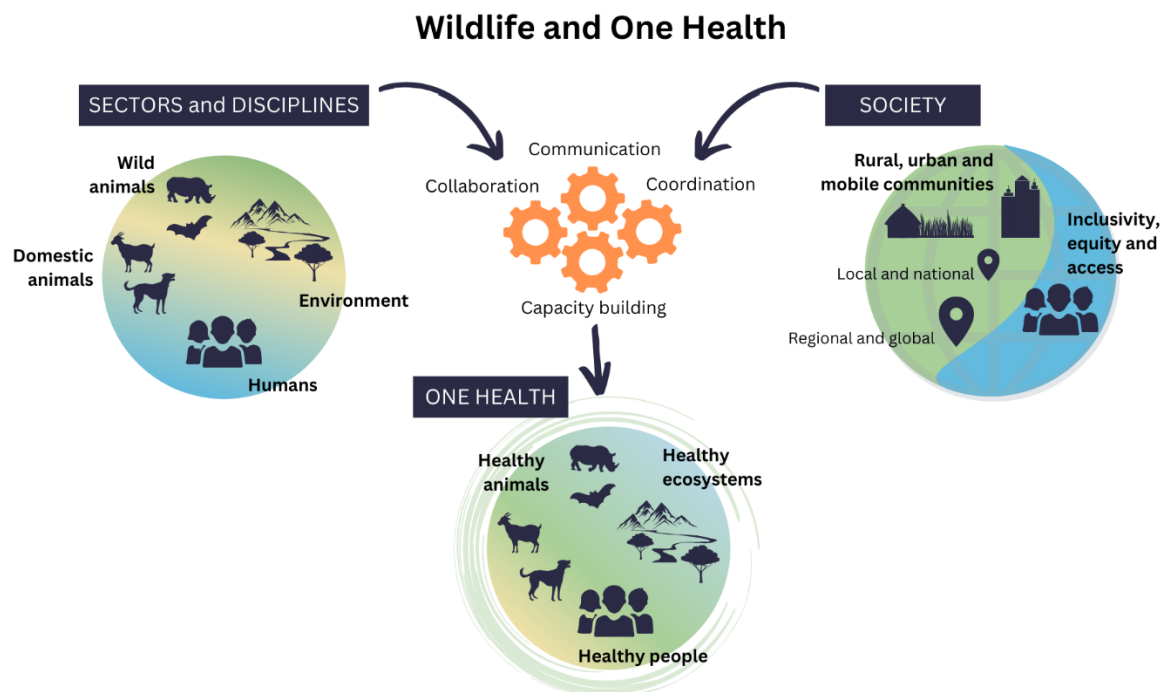 Wildlife and One Health
SECTORS and DISCIPLINES
Wild
animals
Domestic
animals
Environment
Humans
Communication
Collaboration
Coordination
Capacity building
SOCIETY
Rural, urban and
mobile communities
Inclusivity,
equity and
access
Local and national
Regional and global
ONE HEALTH
Healthy
animals
Healthy
ecosystems
Healthy people